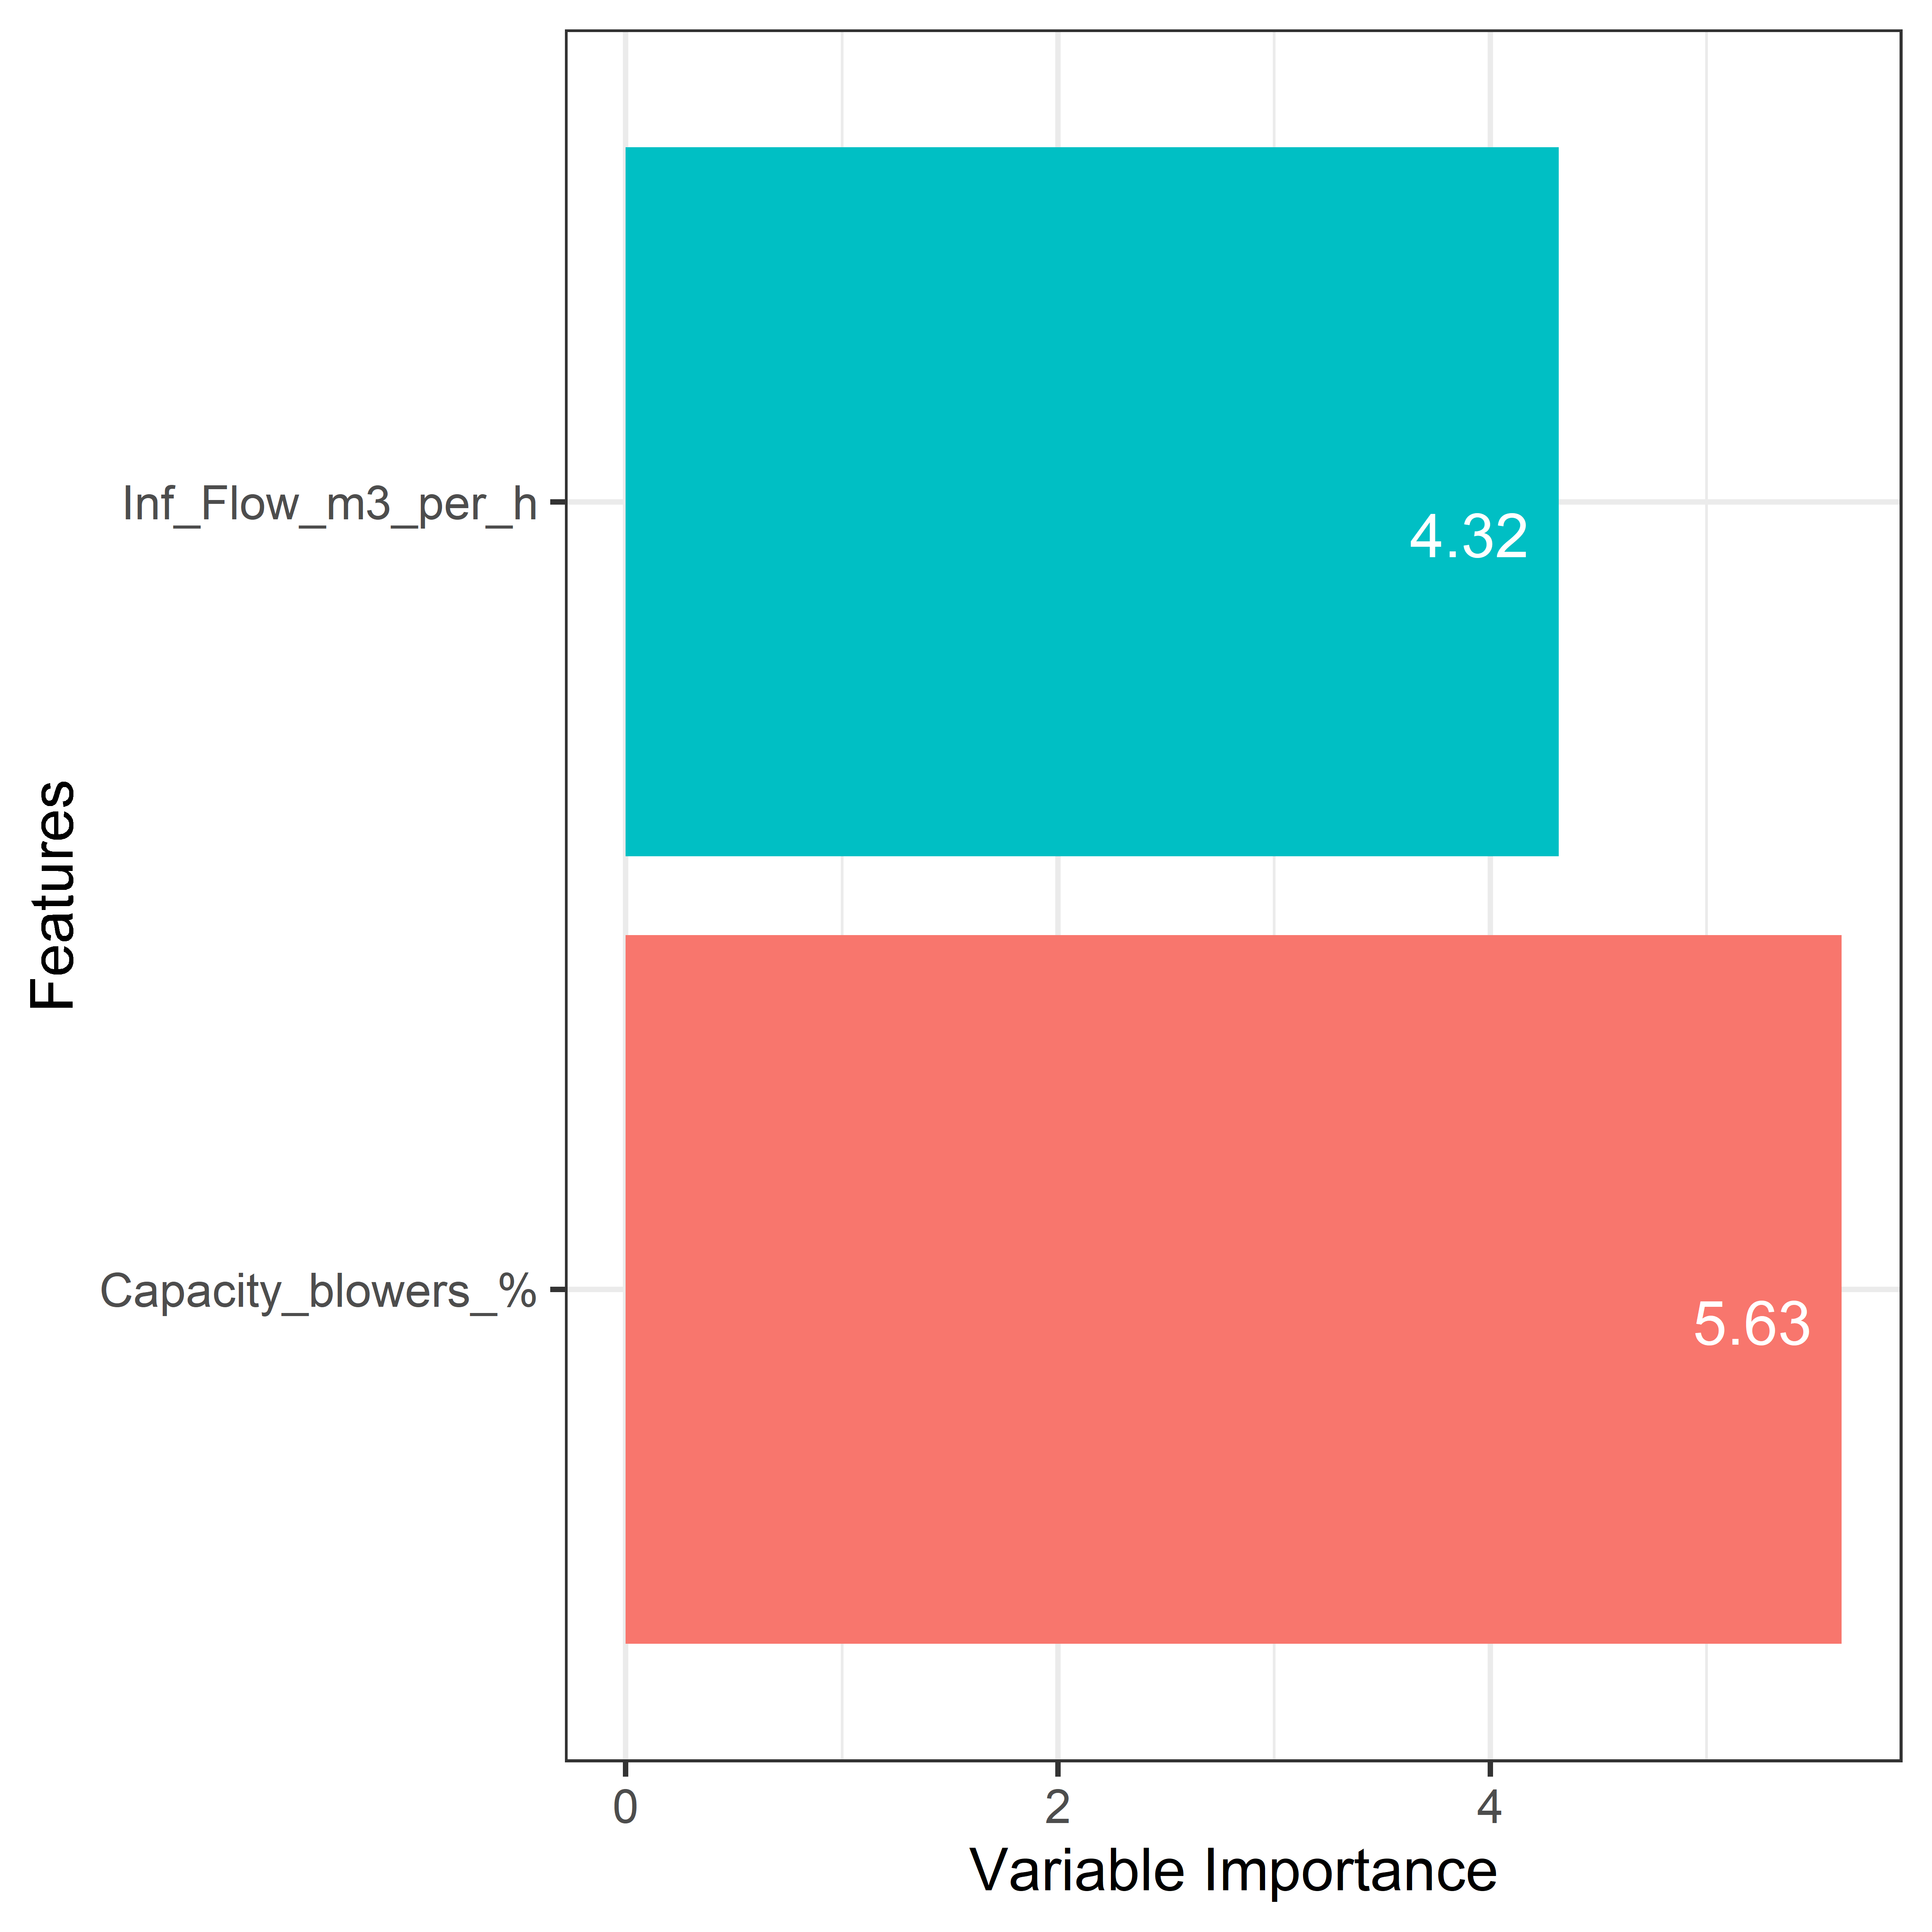 Features
Inf_Flow_m3_per_h
4.32
Capacity_blowers_%
5.63
0 2 4
Variable Importance